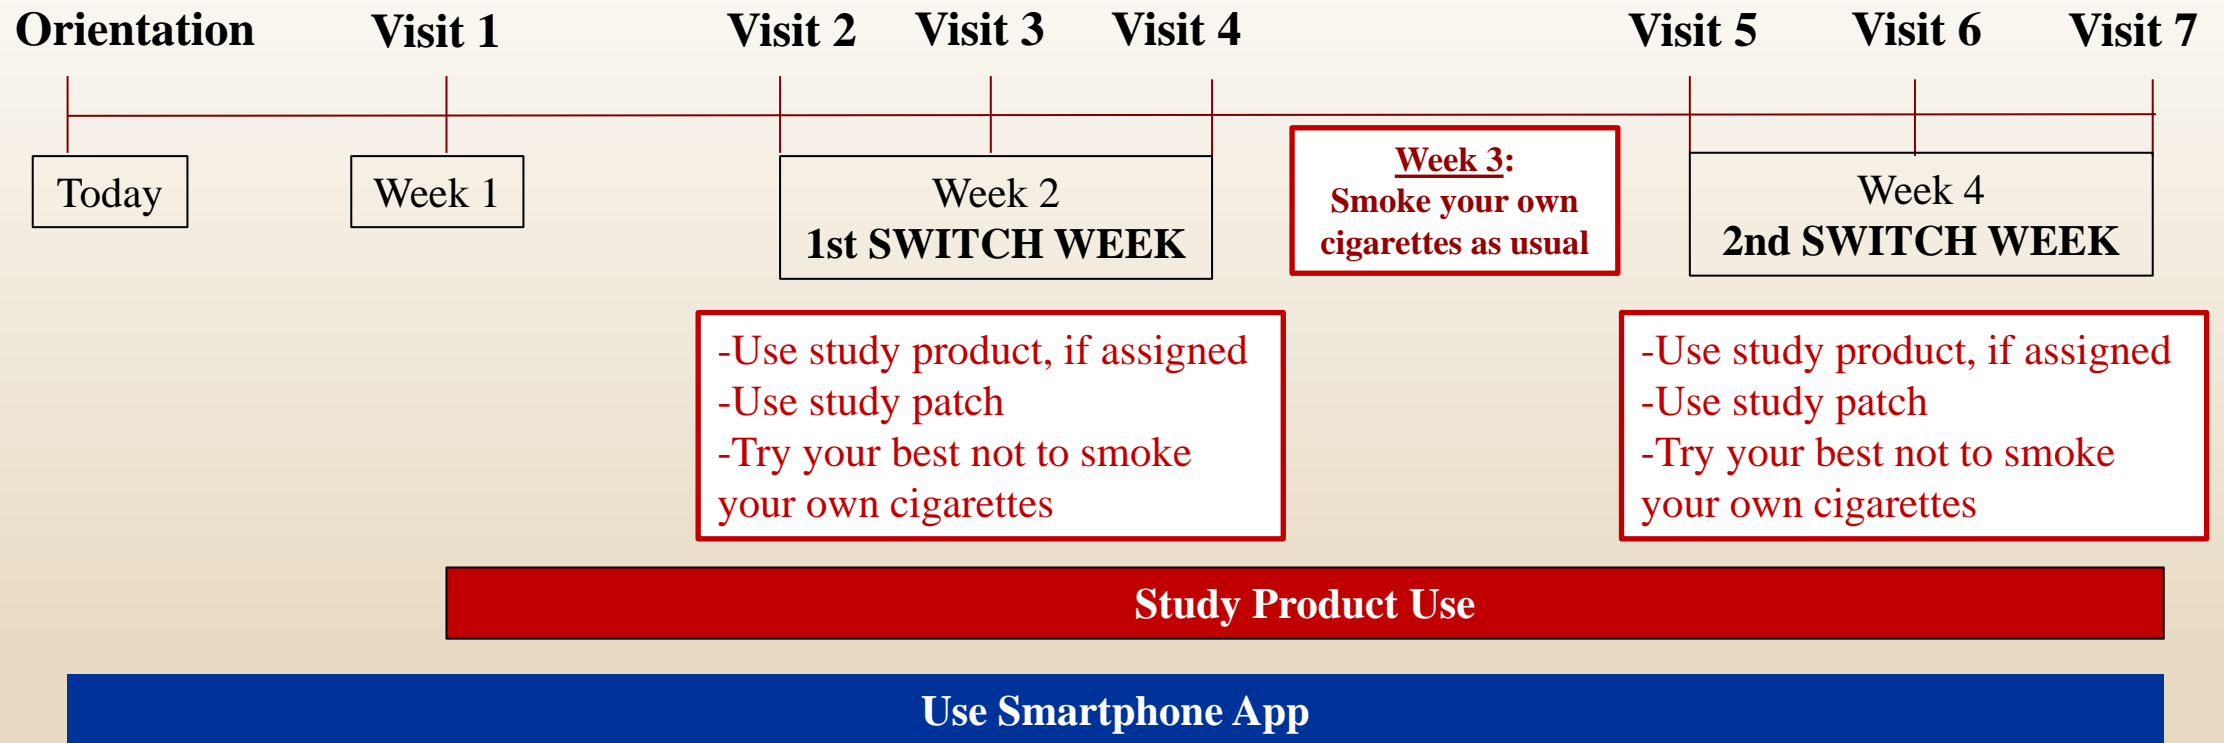 Orientation
Visit 1
Visit 2
Visit 3
Visit 4
Visit 5
Visit 6
Visit 7
Today
Week 1
Week 2
1st SWITCH WEEK
Week 3:
Smoke your own
cigarettes as usual
Week 4
2nd SWITCH WEEK
-Use study product, if assigned
-Use study patch
-Try your best not to smoke
your own cigarettes
-Use study product, if assigned
-Use study patch
-Try your best not to smoke
your own cigarettes
Study Product Use
Use Smartphone App